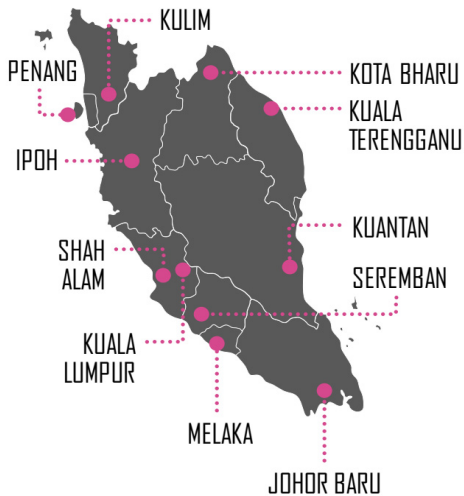 KULIM
PENANG
KOTA BHARU
KUALA
TERENGGANU
IPOH
KUANTAN
SHAH
ALAM
SEREMBAN
KUALA
LUMPUR
MELAKA
JOHOR BARU